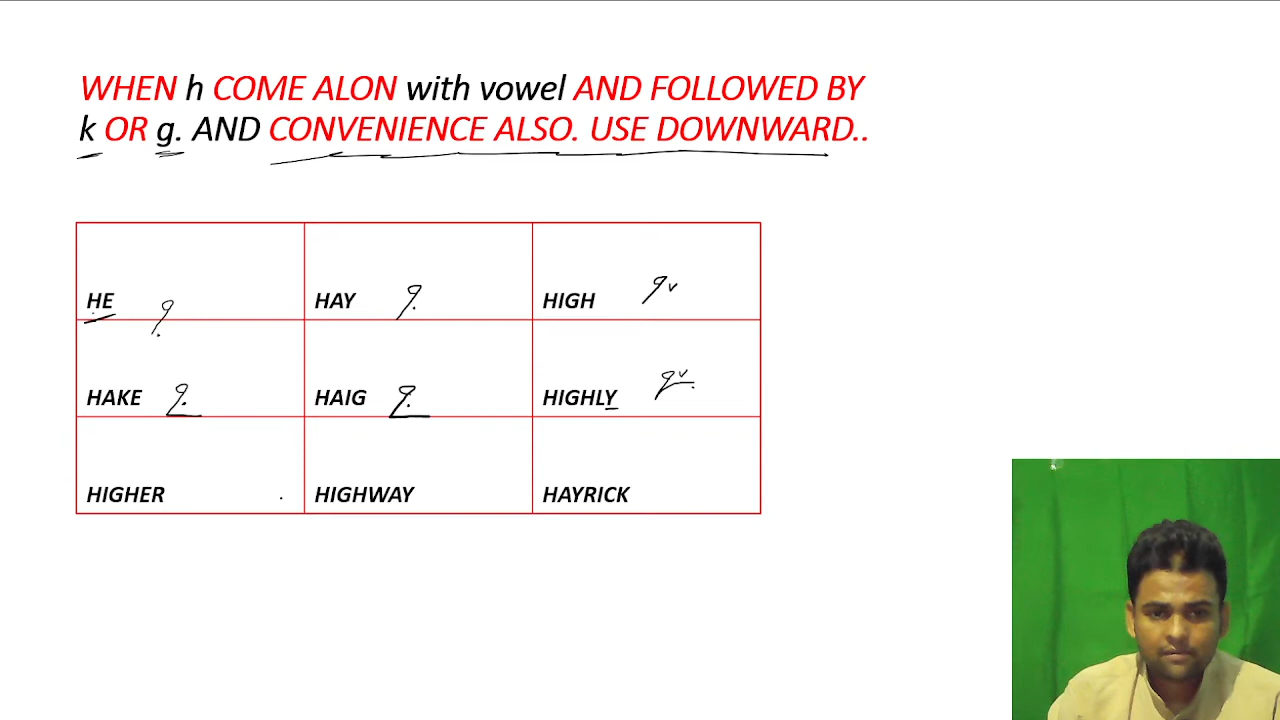 WHEN h COME ALON with vowel AND FOLLOWED BY
k OR g. AND CONVENIENCE ALSO. USE DOWNWARD..
HE HAY HIGH
HAKE HAIG HIGHLY
HIGHER HIGHWAY HAYRICK